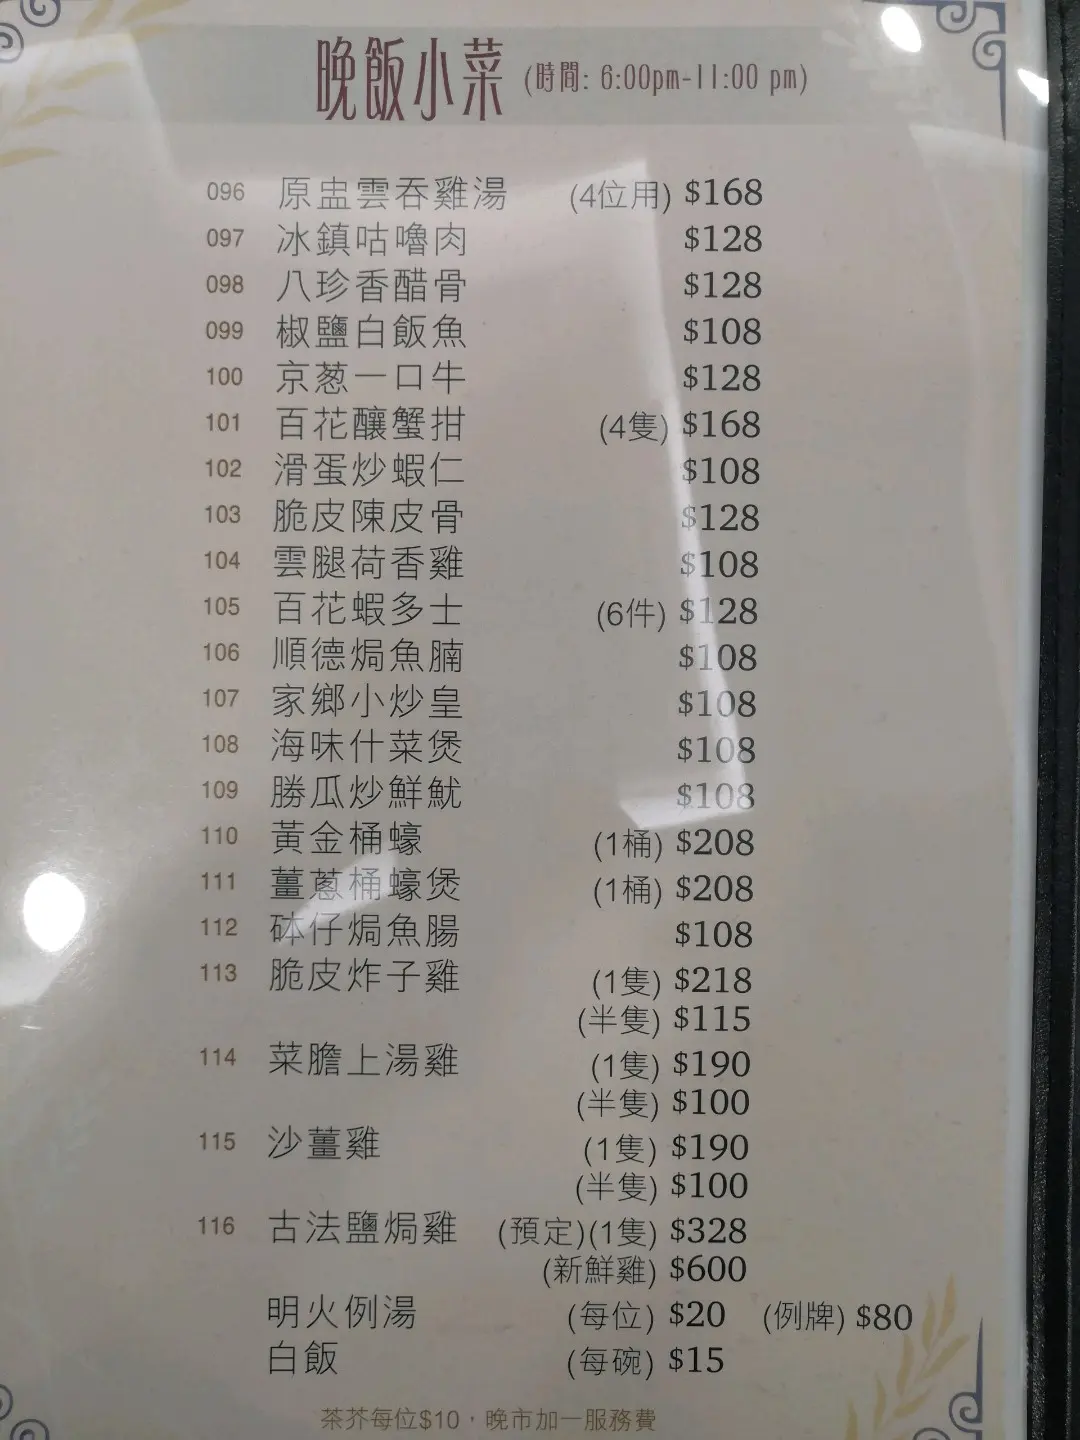 晚飯小菜 (時間: 6:00pm-11:00 pm)
096 原盅雲吞雞湯 (4位用) $168
097 冰鎮咕嚕肉 $128
098 八珍香醋骨 $128
099 椒鹽白飯魚 $108
100 京葱一口牛 $128
101 百花釀蟹拑 (4隻) $168
102 滑蛋炒蝦仁 $108
103 脆皮陳皮骨 $128
104 雲腿荷香雞 $108
105 百花蝦多士 (6件) $128
106 順德焗魚腩 $108
107 家鄉小炒皇 $108
108 海味什菜煲 $108
109 勝瓜炒鮮魷 $108
110 黃金桶蠔 (1桶) $208
111 薑蔥桶蠔煲 (1桶) $208
112 砵仔焗魚腸 $108
113 脆皮炸子雞 (1隻) $218
(半隻) $115
114 菜膽上湯雞 (1隻) $190
(半隻) $100
115 沙薑雞 (1隻) $190
(半隻) $100
116 古法鹽焗雞 (預定)(1隻) $328
(新鮮雞) $600
明火例湯 (每位) $20 (例牌) $80
白飯 (每碗) $15
茶芥每位$10，晚市加一服務費